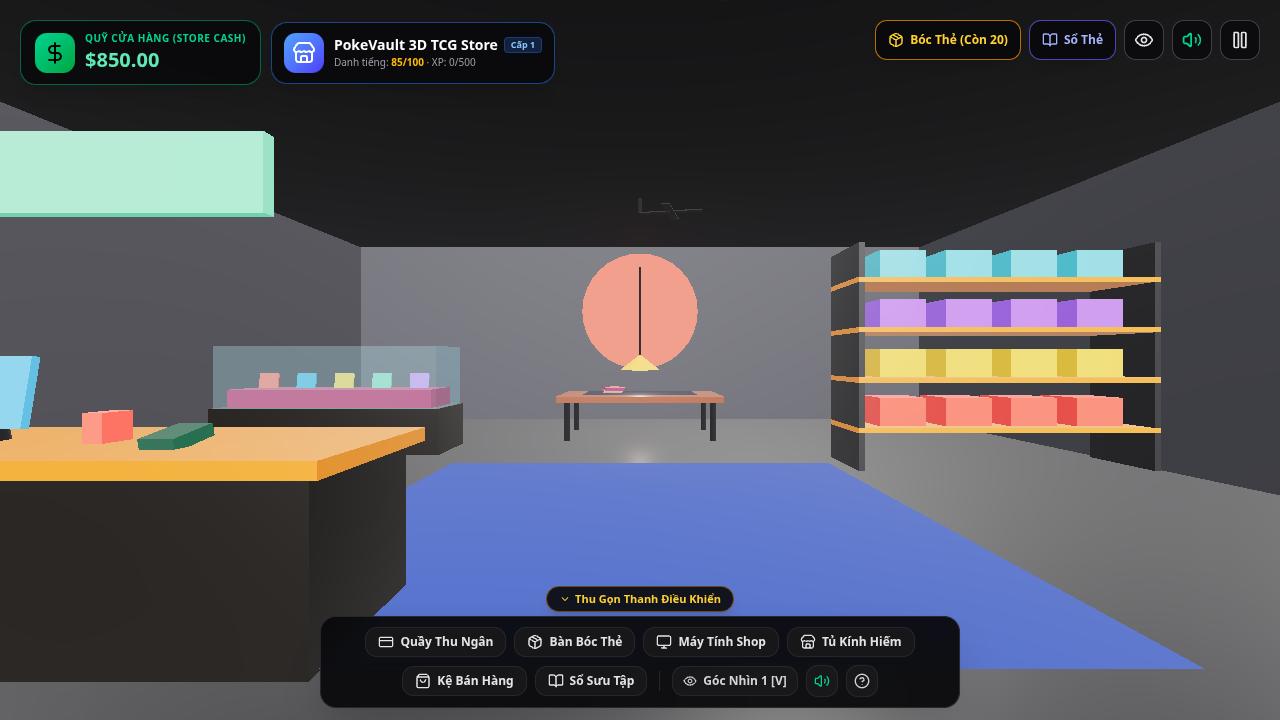 QUỸ CỬA HÀNG (STORE CASH)
$850.00
PokeVault 3D TCG Store
Cấp 1
Danh tiếng: 85/100 · XP: 0/500
Bóc Thẻ (Còn 20)
Sổ Thẻ
Thu Gọn Thanh Điều Khiển
Quầy Thu Ngân
Bàn Bóc Thẻ
Máy Tính Shop
Tủ Kính Hiếm
Kệ Bán Hàng
Sổ Sưu Tập
Góc Nhìn 1 [V]